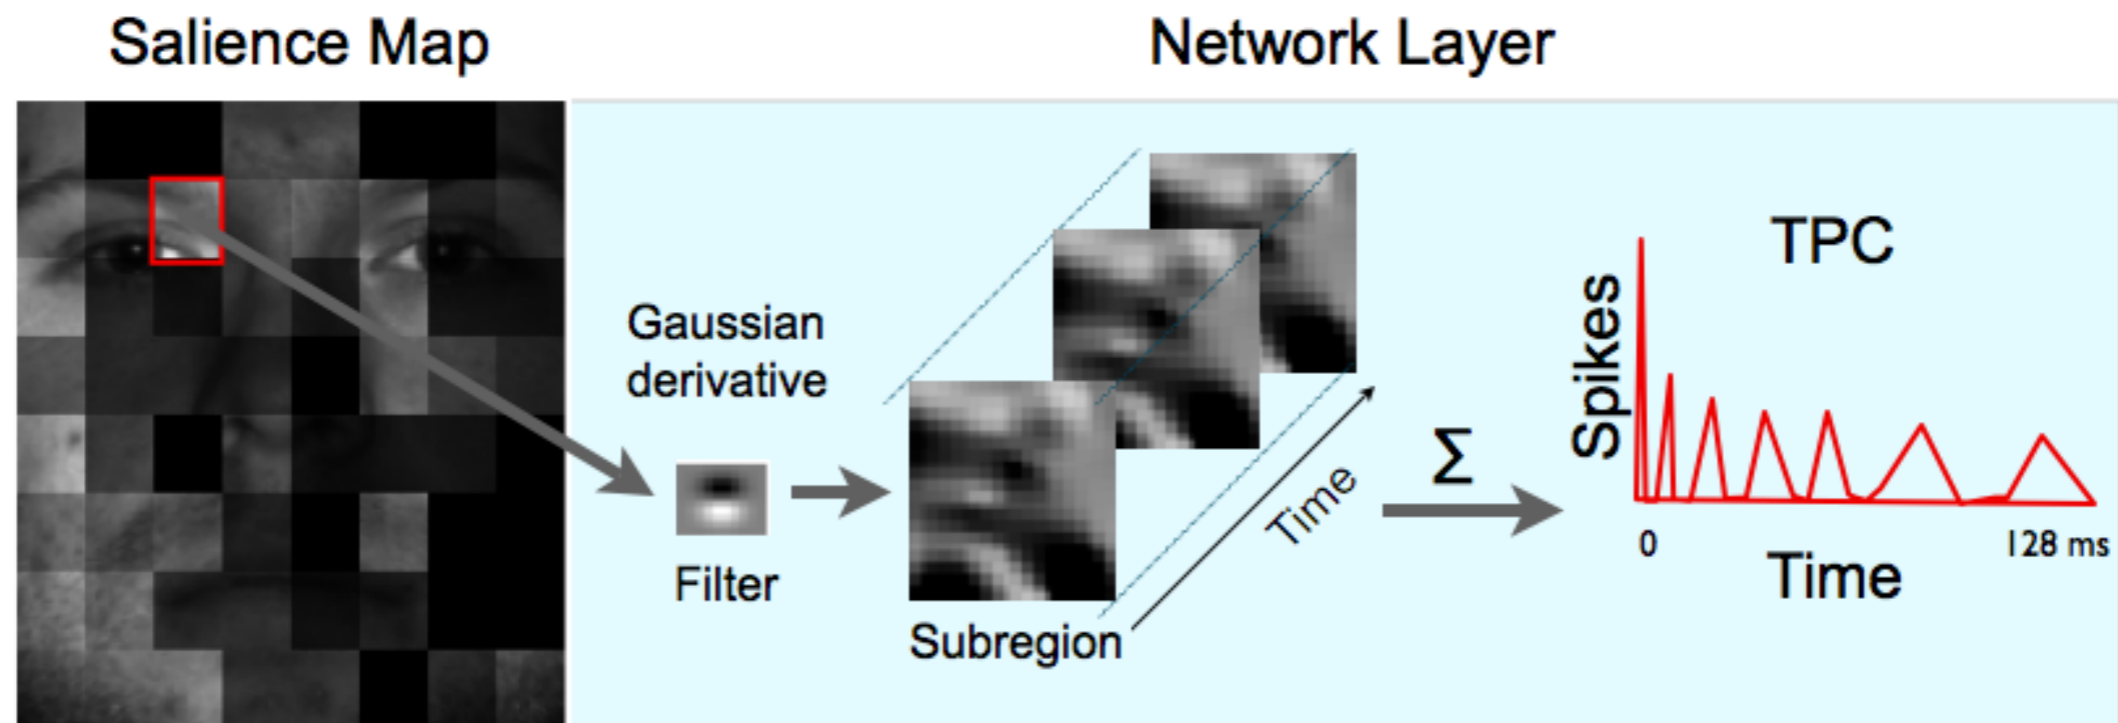 Salience Map
Network Layer
Gaussian
derivative
Filter
Subregion
Time
Σ
TPC
Spikes
0
128 ms
Time